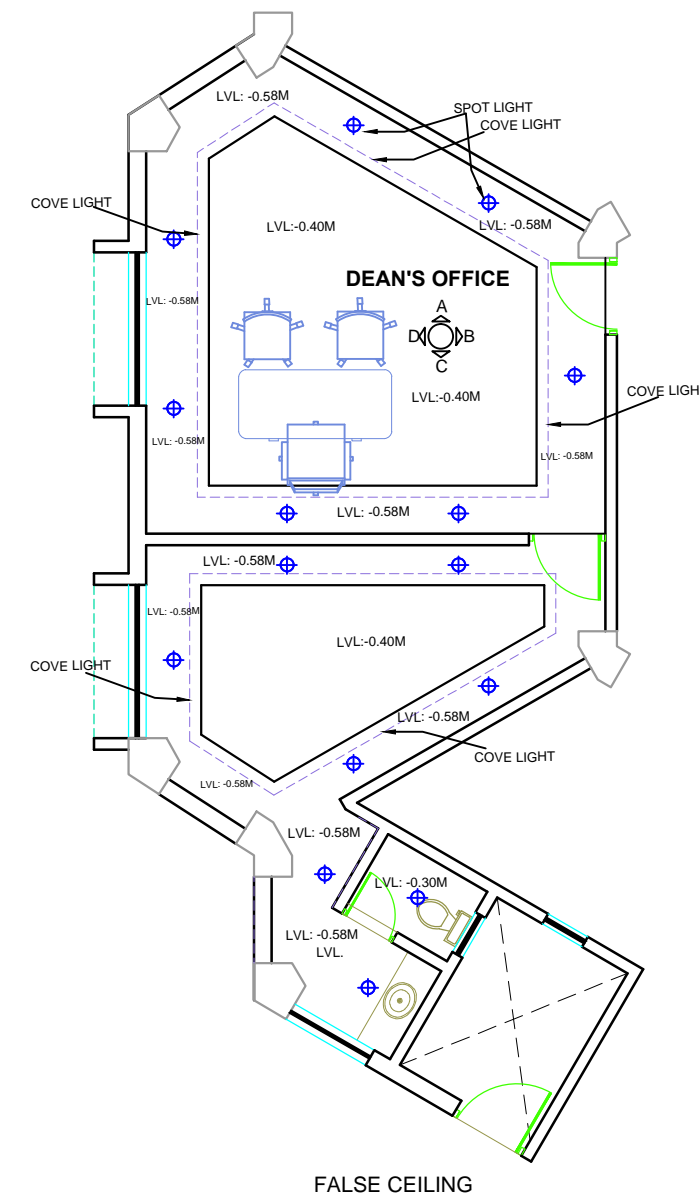 LVL: -0.58M
SPOT LIGHT
COVE LIGHT
COVE LIGHT
LVL:-0.40M
LVL: -0.58M
DEAN'S OFFICE
LVL: -0.58M
A
D
B
C
LVL:-0.40M
COVE LIGH
LVL: -0.58M
LVL: -0.58M
LVL: -0.58M
LVL: -0.58M
LVL: -0.58M
LVL:-0.40M
COVE LIGHT
LVL: -0.58M
COVE LIGHT
LVL: -0.58M
LVL: -0.58M
LVL: -0.30M
LVL: -0.58M
LVL.
FALSE CEILING